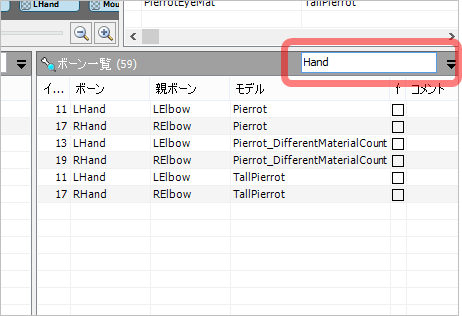 LHand Mou
PierrotEyeMat TallPierrot
ボーン一覧 (59) Hand
イ... ボーン 親ボーン モデル f コメント
11 LHand LElbow Pierrot
17 RHand RElbow Pierrot
13 LHand LElbow Pierrot_DifferentMaterialCount
19 RHand RElbow Pierrot_DifferentMaterialCount
11 LHand LElbow TallPierrot
17 RHand RElbow TallPierrot